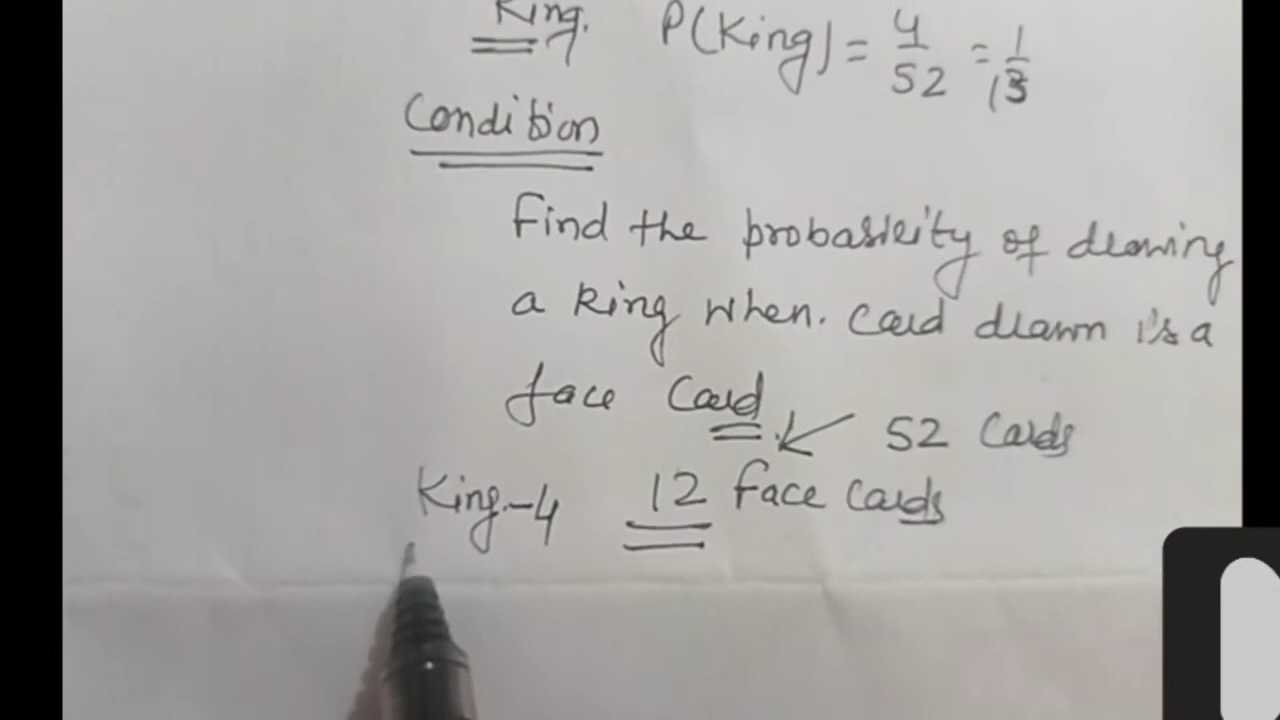 King. P(King) = 4/52 = 1/13
Condition
Find the probability of drawing
a King when. Card drawn is a
face Card
52 Cards
King-4 12 face Cards